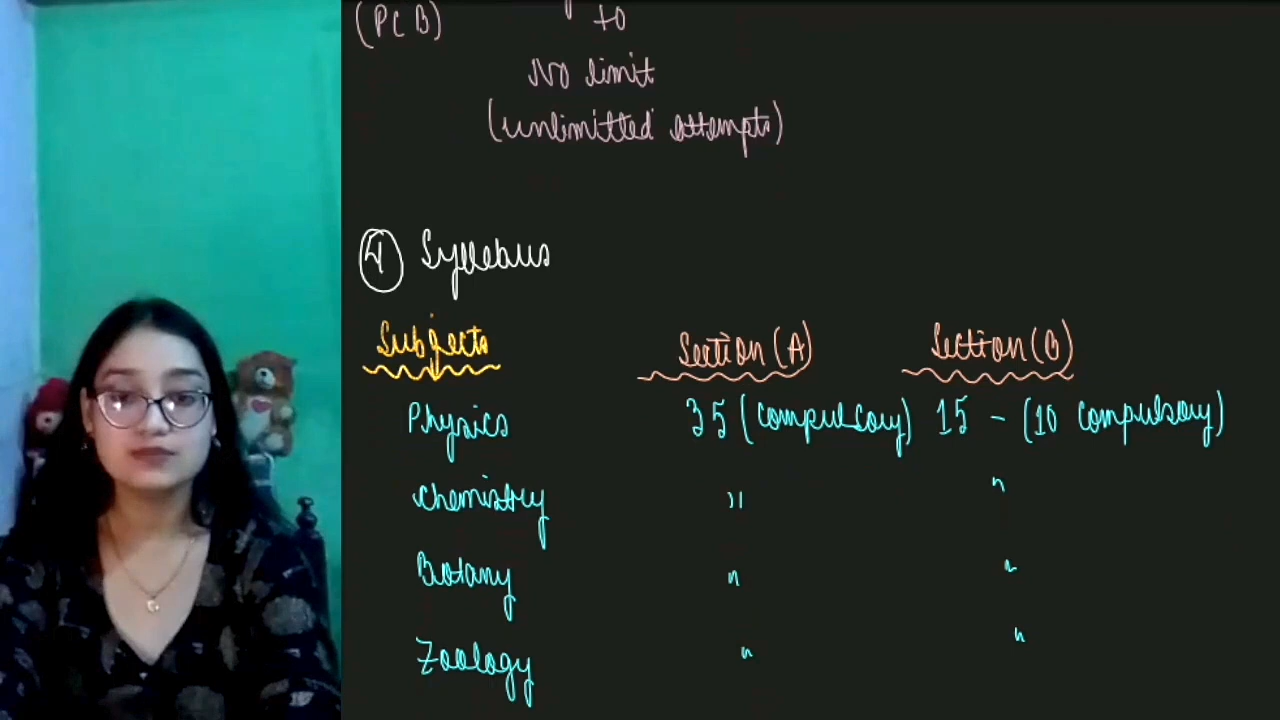 (PCB) to
No limit
(unlimitted attempts)
4 Syllebus
Subjects Section (A) Section (B)
Physics 35 (compulsory) 15 - (10 compulsory)
Chemistry " "
Botany " "
Zoology " "